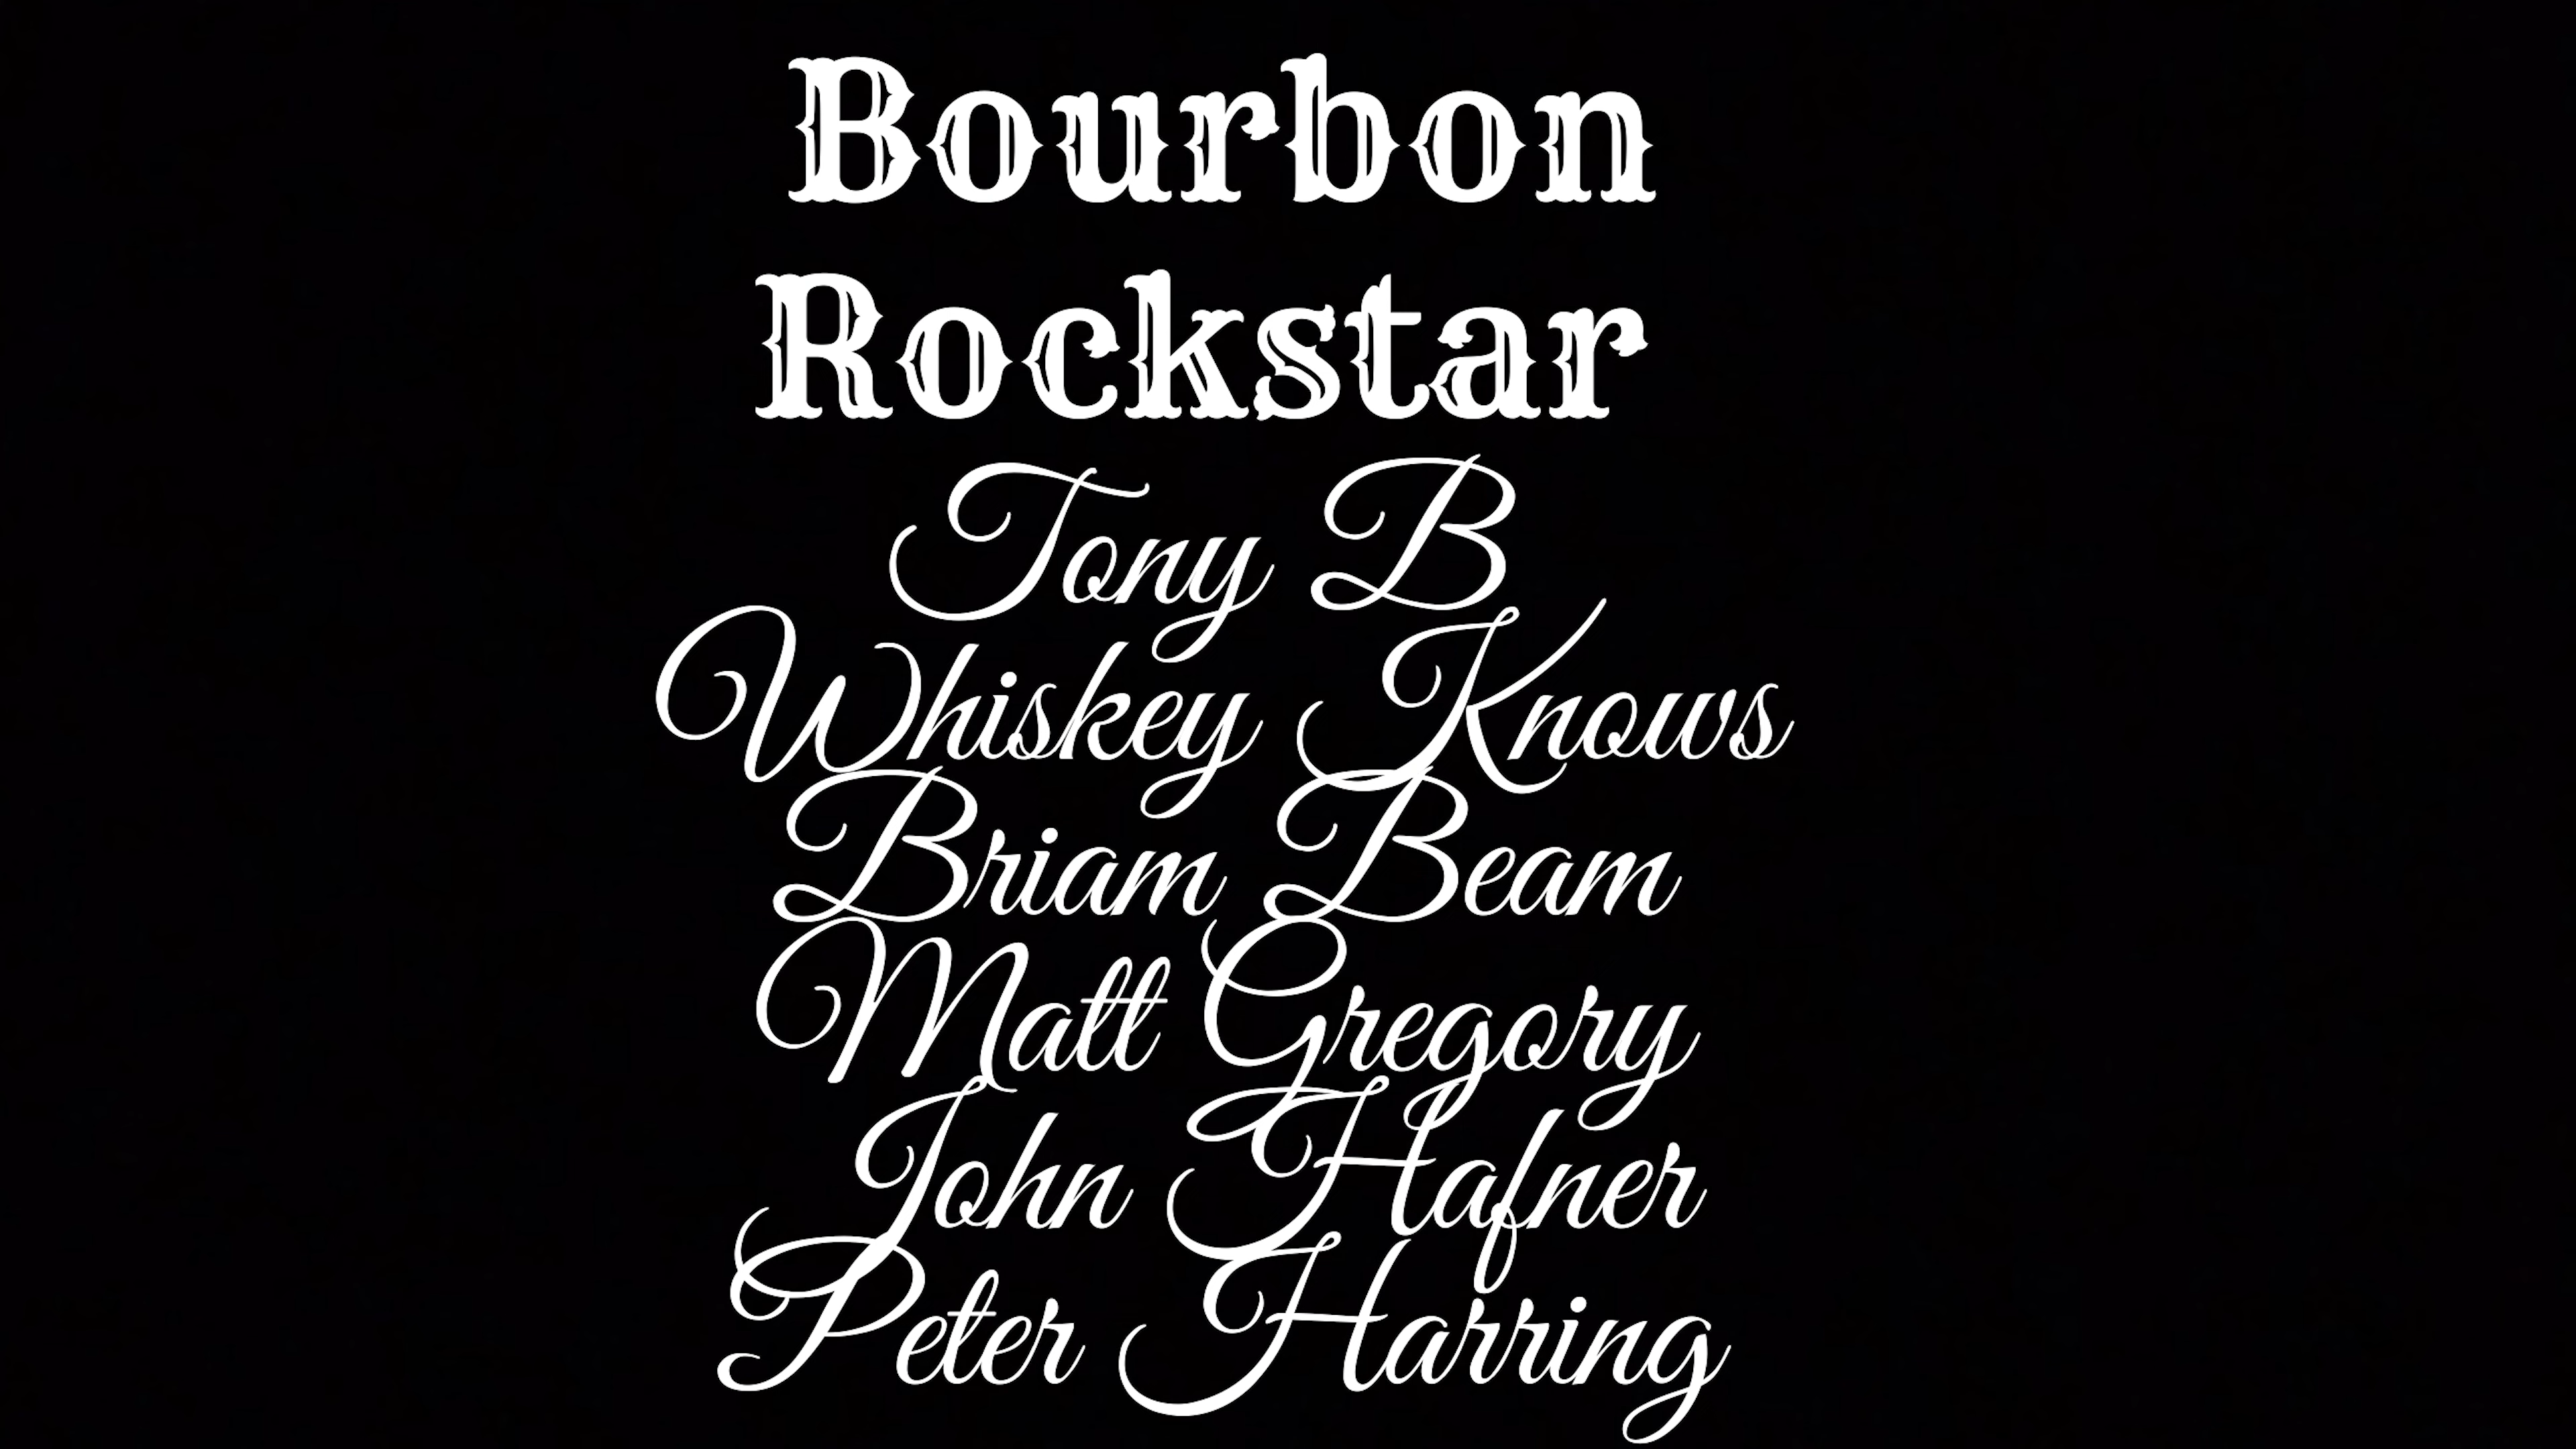 Bourbon
Rockstar
Tony B
Whiskey Knows
Briam Beam
Matt Gregory
John Hafner
Peter Harring